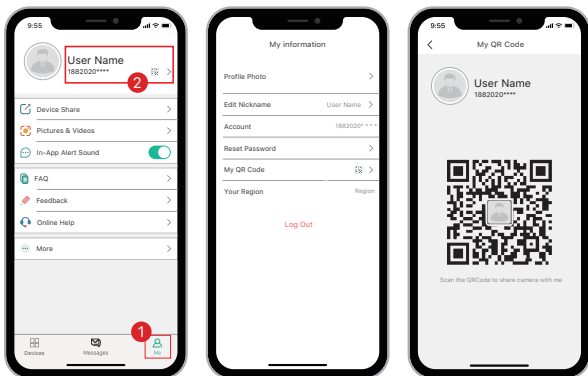 9:55
User Name
1882020****
2
Device Share
Pictures & Videos
In-App Alert Sound
FAQ
Feedback
Online Help
More
1
Devices
Messages
Me
My information
Profile Photo
Edit Nickname User Name
Account 1882020****
Reset Password
My QR Code
Your Region Region
Log Out
9:55
My QR Code
User Name
1882020****
Scan the QRCode to share camera with me